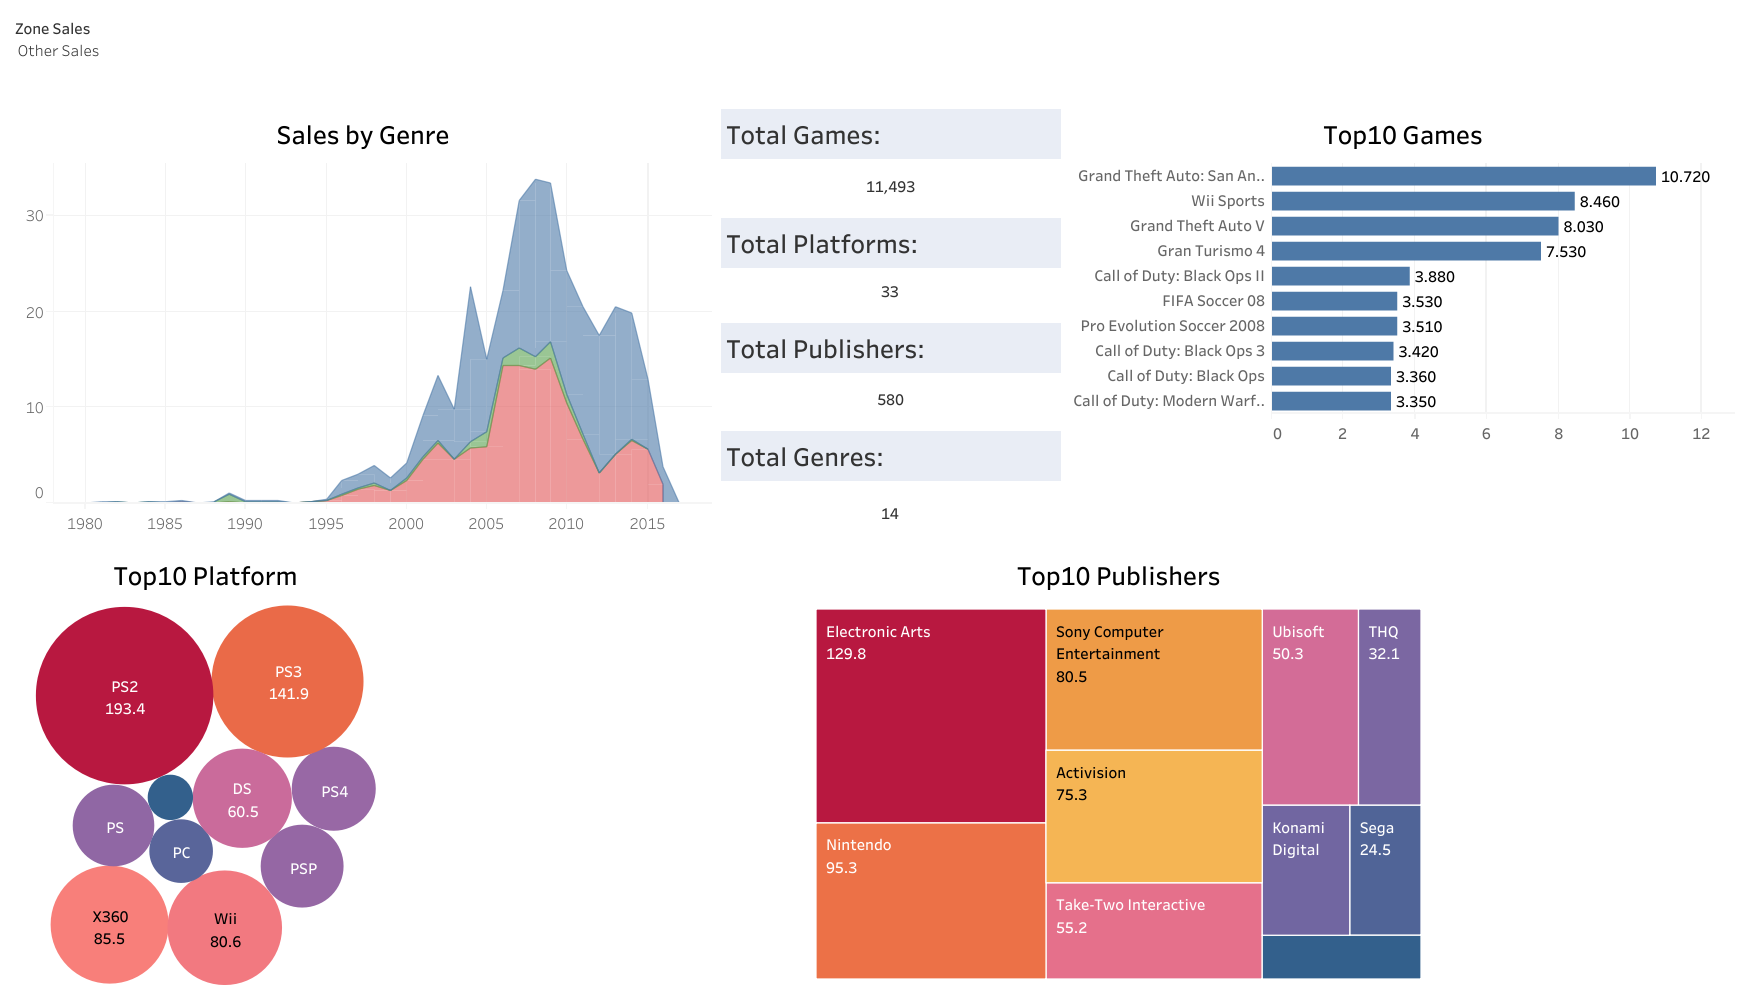 Zone Sales
Other Sales
Sales by Genre
30
20
10
0
1980 1985 1990 1995 2000 2005 2010 2015
Total Games:
11,493
Total Platforms:
33
Total Publishers:
580
Total Genres:
14
Top10 Games
Grand Theft Auto: San An.. 10.720
Wii Sports 8.460
Grand Theft Auto V 8.030
Gran Turismo 4 7.530
Call of Duty: Black Ops II 3.880
FIFA Soccer 08 3.530
Pro Evolution Soccer 2008 3.510
Call of Duty: Black Ops 3 3.420
Call of Duty: Black Ops 3.360
Call of Duty: Modern Warf.. 3.350
0 2 4 6 8 10 12
Top10 Platform
PS2
193.4
PS3
141.9
DS
60.5
PS4
PS
PC
PSP
X360
85.5
Wii
80.6
Top10 Publishers
Electronic Arts
129.8
Nintendo
95.3
Sony Computer
Entertainment
80.5
Activision
75.3
Take-Two Interactive
55.2
Ubisoft
50.3
THQ
32.1
Konami
Digital
Sega
24.5